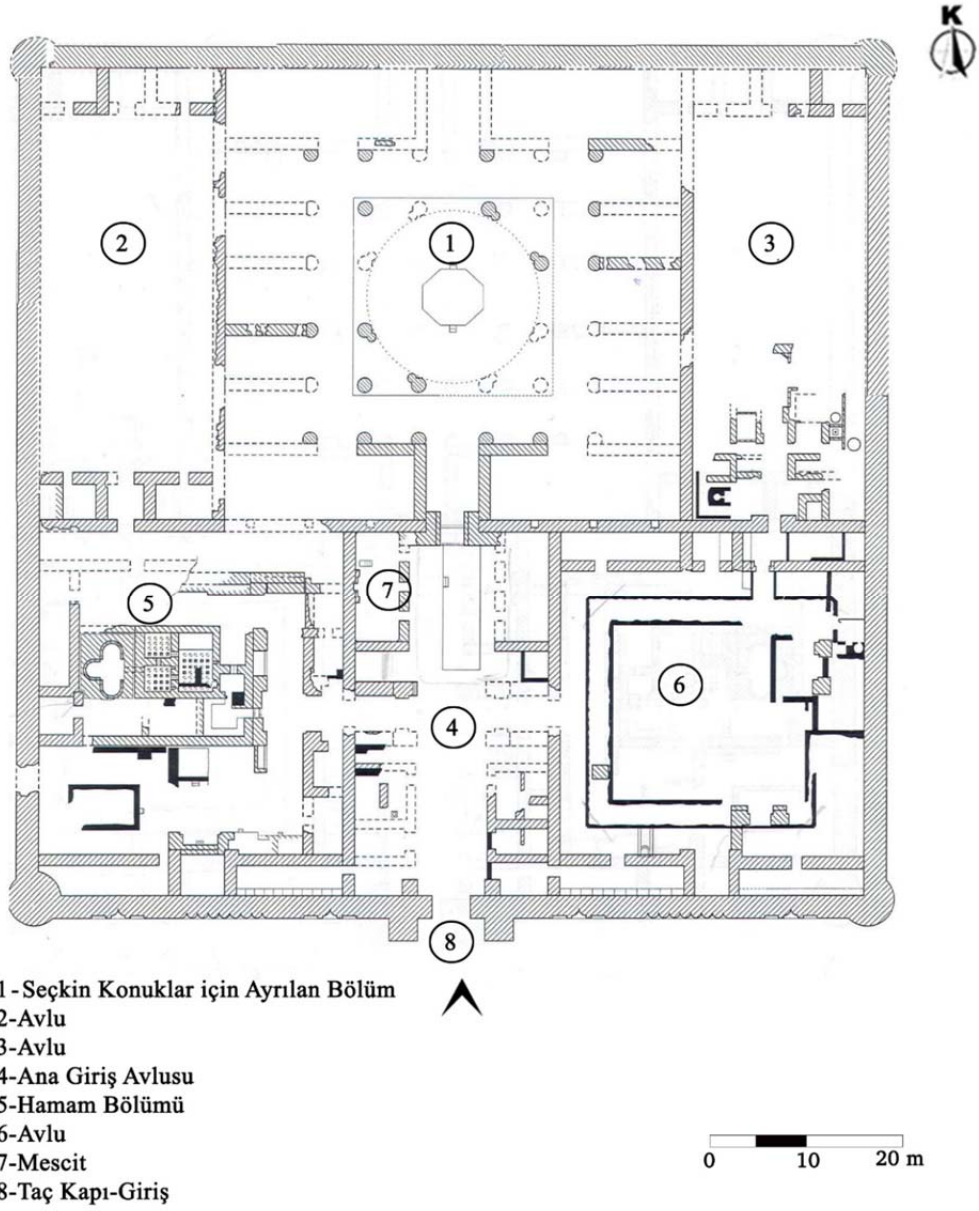 K
2
1
3
5
7
6
4
8
1-Seçkin Konuklar için Ayrılan Bölüm
2-Avlu
3-Avlu
4-Ana Giriş Avlusu
5-Hamam Bölümü
6-Avlu
7-Mescit
8-Taç Kapı-Giriş
0 10 20 m